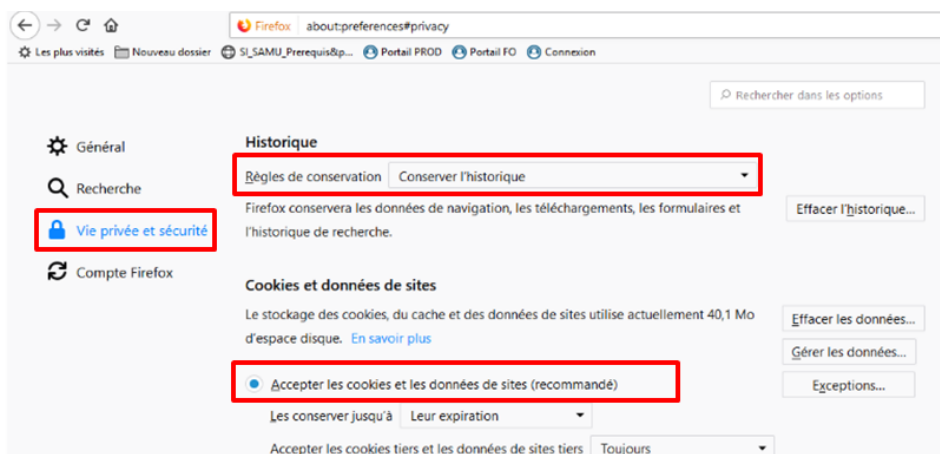 Firefox about:preferences#privacy
Les plus visités Nouveau dossier SI_SAMU_Prerequis&p... Portail PROD Portail FO Connexion
Rechercher dans les options
Général
Recherche
Vie privée et sécurité
Compte Firefox
Historique
Règles de conservation Conserver l'historique
Firefox conservera les données de navigation, les téléchargements, les formulaires et
l'historique de recherche.
Effacer l'historique...
Cookies et données de sites
Le stockage des cookies, du cache et des données de sites utilise actuellement 40,1 Mo
d'espace disque. En savoir plus
Effacer les données...
Gérer les données...
Accepter les cookies et les données de sites (recommandé)
Exceptions...
Les conserver jusqu'à Leur expiration
Accepter les cookies tiers et les données de sites tiers Toujours